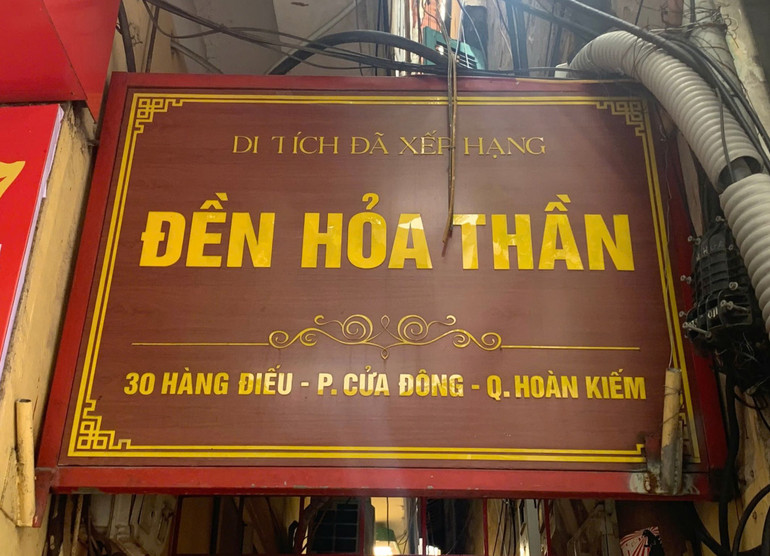 DI TÍCH ĐÃ XẾP HẠNG
ĐỀN HỎA THẦN
30 HÀNG ĐIẾU - P. CỬA ĐÔNG - Q. HOÀN KIẾM